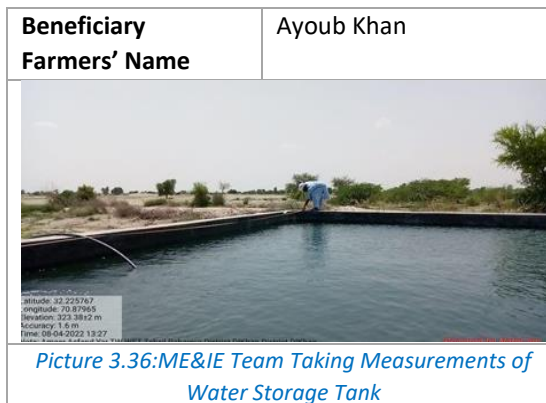 Beneficiary
Farmers' Name
Ayoub Khan
Latitude: 32.225767
Longitude: 70.87965
Elevation: 323.38±2 m
Accuracy: 1.6 m
Time: 08-04-2022 13:27
Picture 3.36:ME&IE Team Taking Measurements of
Water Storage Tank